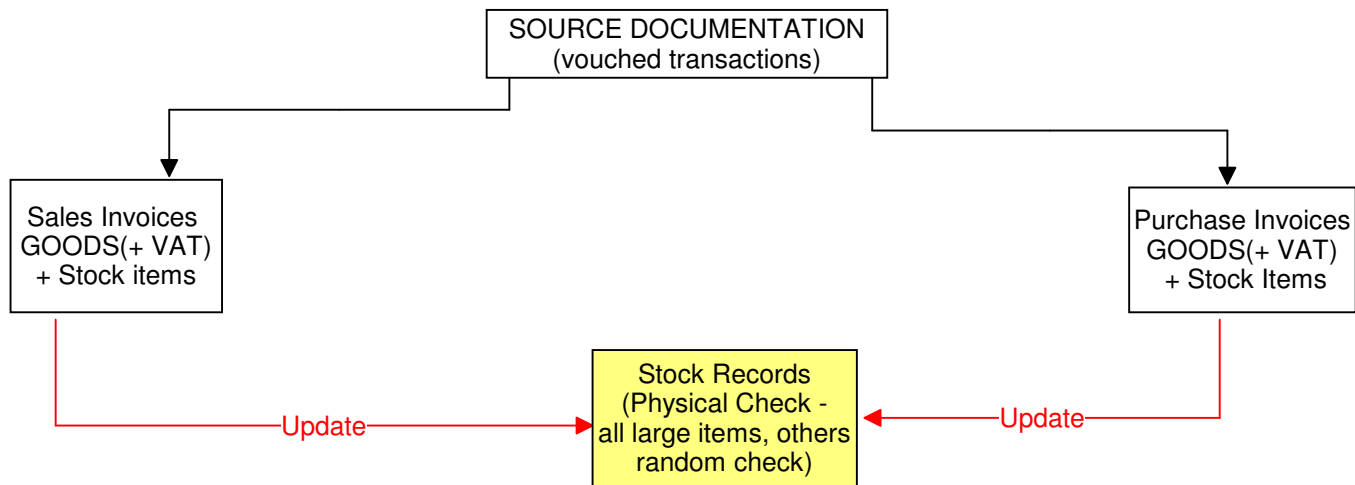 SOURCE DOCUMENTATION
(vouched transactions)
Sales Invoices
GOODS(+ VAT)
+ Stock items
Purchase Invoices
GOODS(+ VAT)
+ Stock Items
Stock Records
(Physical Check -
all large items, others
random check)
Update
Update